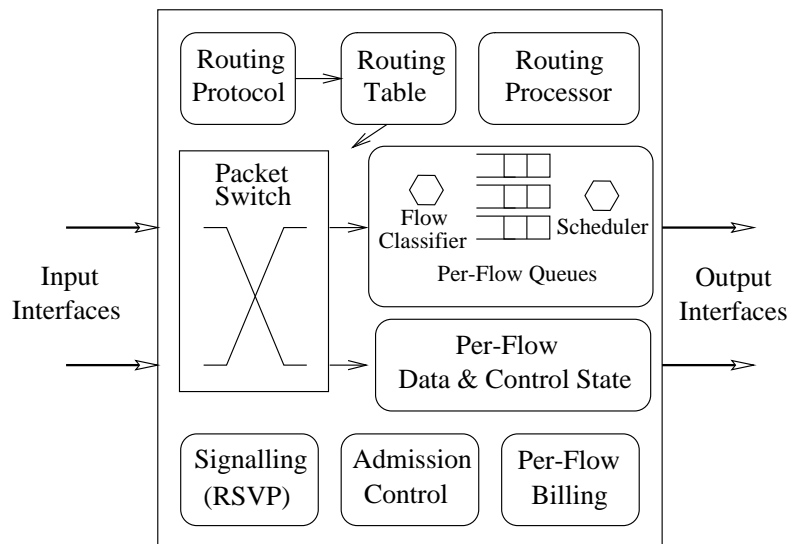 Routing
Protocol
Routing
Table
Routing
Processor
Packet
Switch
Flow
Classifier
Scheduler
Per-Flow Queues
Input
Interfaces
Output
Interfaces
Per-Flow
Data & Control State
Signalling
(RSVP)
Admission
Control
Per-Flow
Billing